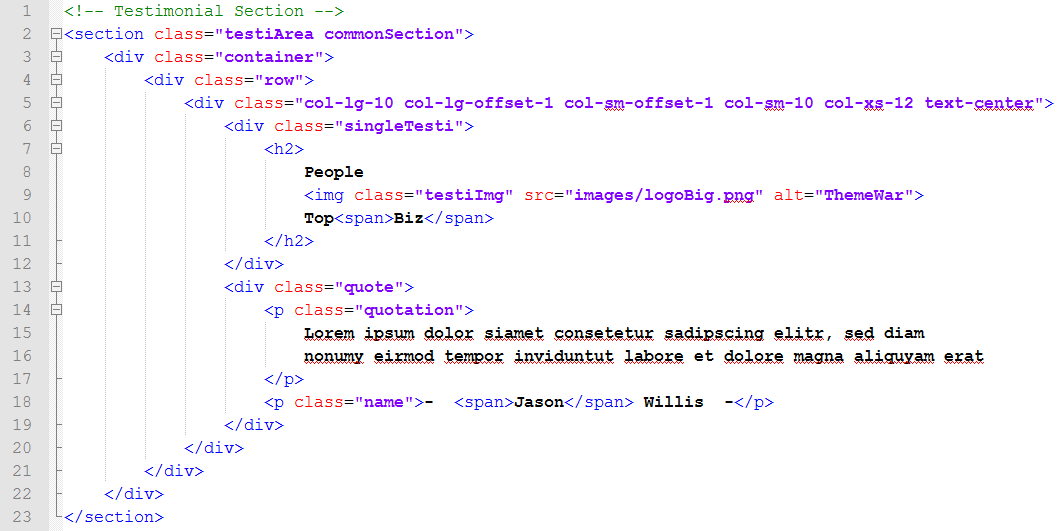 1 <!-- Testimonial Section -->
2 <section class="testiArea commonSection">
3 <div class="container">
4 <div class="row">
5 <div class="col-lg-10 col-lg-offset-1 col-sm-offset-1 col-sm-10 col-xs-12 text-center">
6 <div class="singleTesti">
7 <h2>
8 People
9 <img class="testiImg" src="images/logoBig.png" alt="ThemeWar">
10 Top<span>Biz</span>
11 </h2>
12 </div>
13 <div class="quote">
14 <p class="quotation">
15 Lorem ipsum dolor siamet consetetur sadipscing elitr, sed diam
16 nonumy eirmod tempor inviduntut labore et dolore magna aliquyam erat
17 </p>
18 <p class="name">-  <span>Jason</span> Willis  -</p>
19 </div>
20 </div>
21 </div>
22 </div>
23 </section>